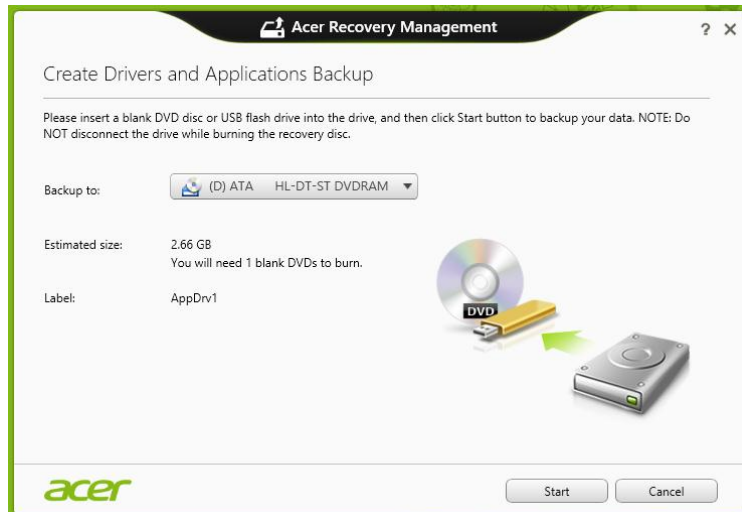 Acer Recovery Management
? X
Create Drivers and Applications Backup
Please insert a blank DVD disc or USB flash drive into the drive, and then click Start button to backup your data. NOTE: Do
NOT disconnect the drive while burning the recovery disc.
Backup to: (D) ATA HL-DT-ST DVDRAM
Estimated size: 2.66 GB
You will need 1 blank DVDs to burn.
Label: AppDrv1
DVD
acer Start Cancel